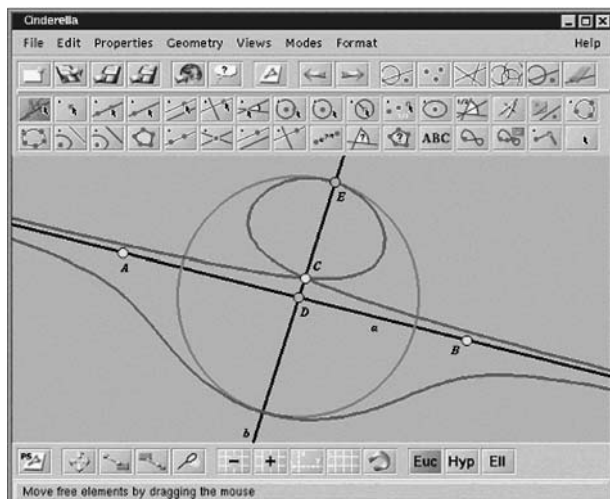 Cinderella
File Edit Properties Geometry Views Modes Format Help
ABC
E
C
A
D
a
B
b
PS
Euc Hyp Ell
Move free elements by dragging the mouse